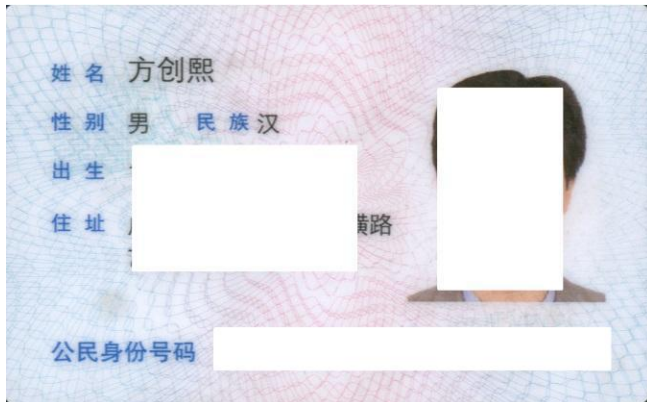 姓名 方创熙
性别 男 民族 汉
出生
住址 横路
公民身份号码